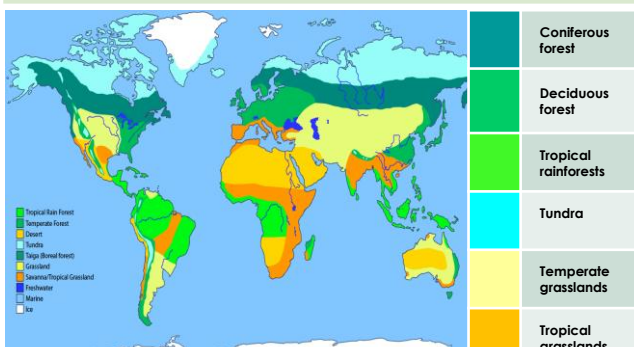 Tropical Rain Forest
Temperate Forest
Desert
Tundra
Taiga (Boreal forest)
Grassland
Savanna/Tropical Grassland
Freshwater
Marine
Ice
Coniferous
forest
Deciduous
forest
Tropical
rainforests
Tundra
Temperate
grasslands
Tropical
grasslands